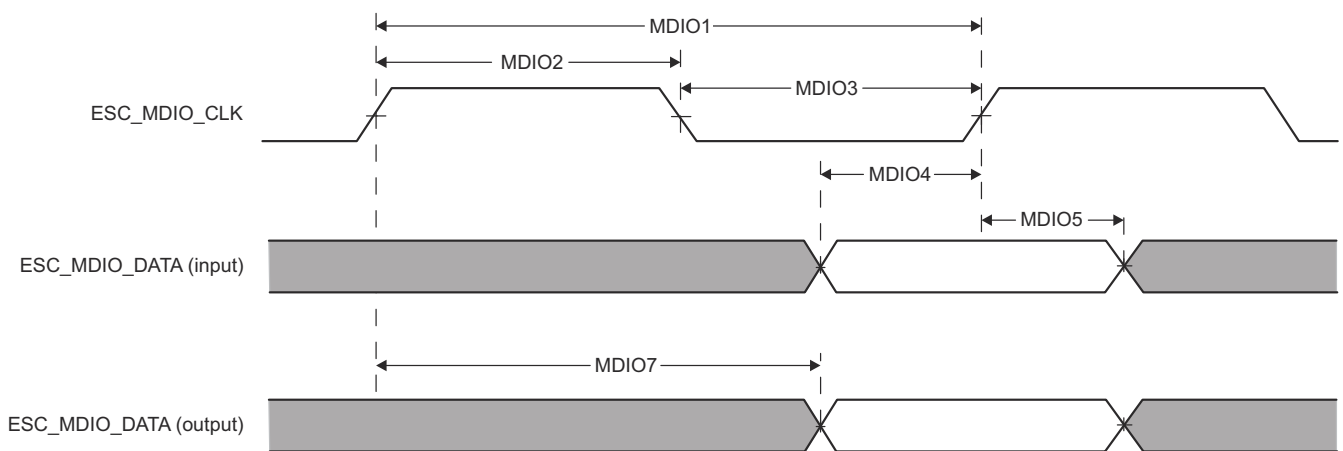 MDIO1
MDIO2
MDIO3
ESC_MDIO_CLK
MDIO4
MDIO5
ESC_MDIO_DATA (input)
MDIO7
ESC_MDIO_DATA (output)